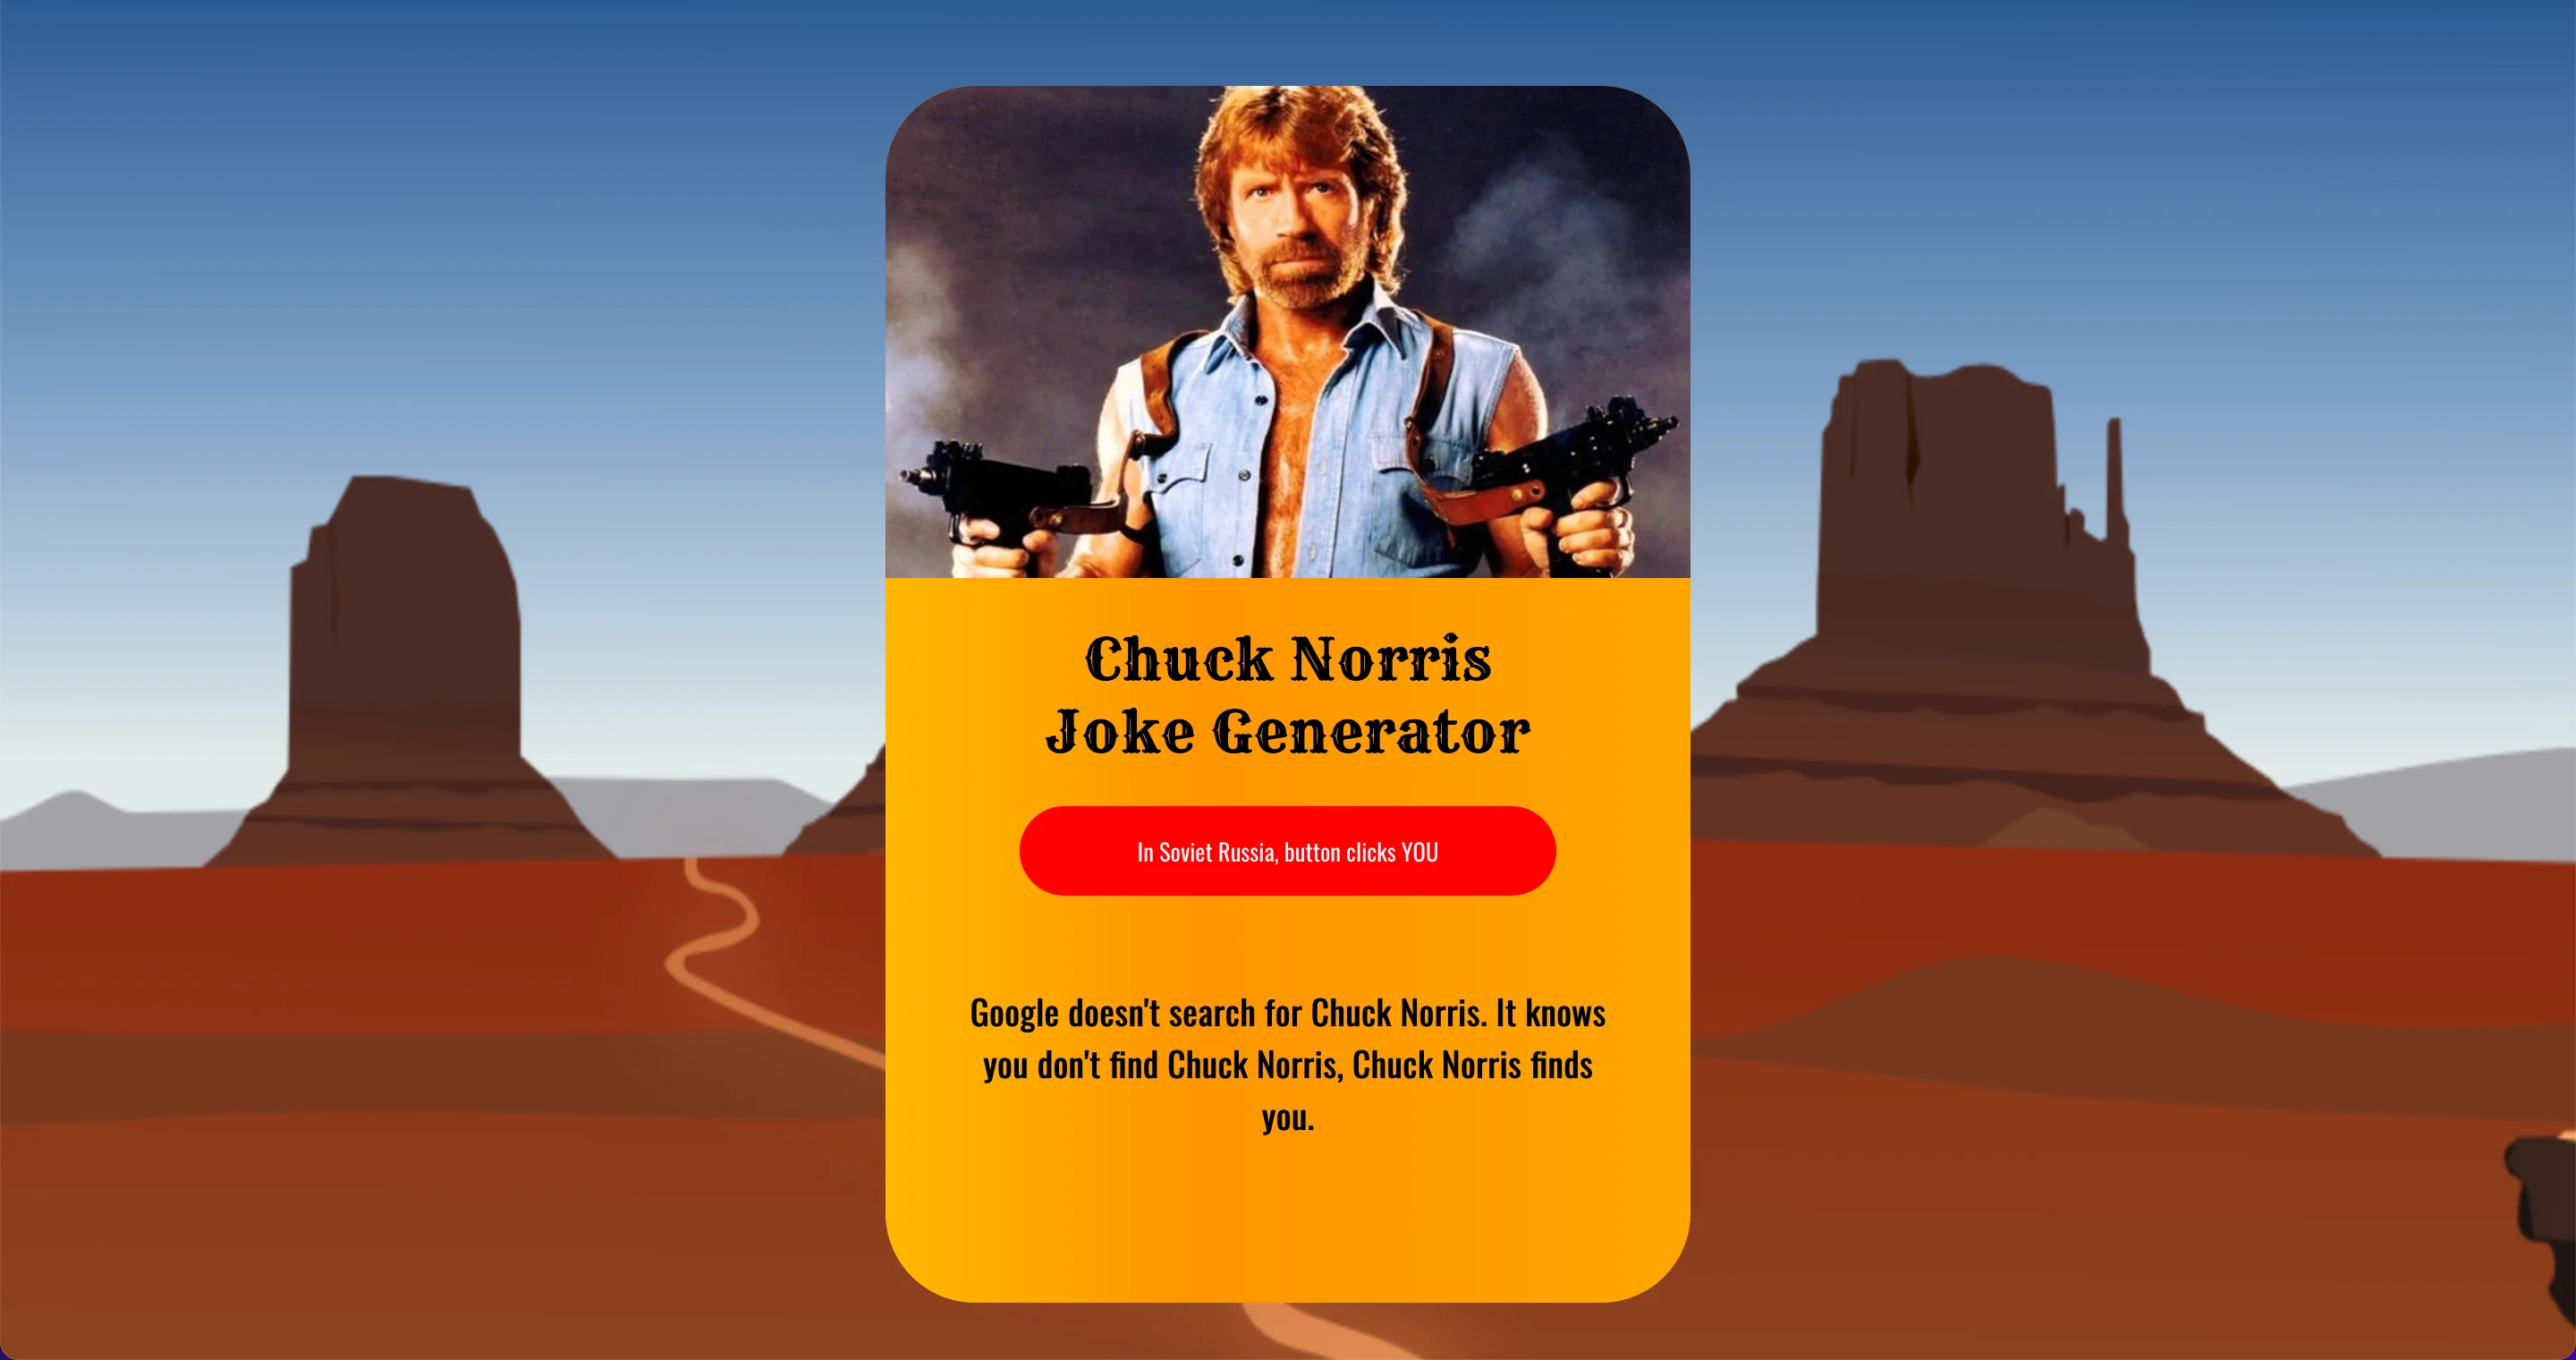 Chuck Norris
Joke Generator
In Soviet Russia, button clicks YOU
Google doesn't search for Chuck Norris. It knows
you don't find Chuck Norris, Chuck Norris finds
you.